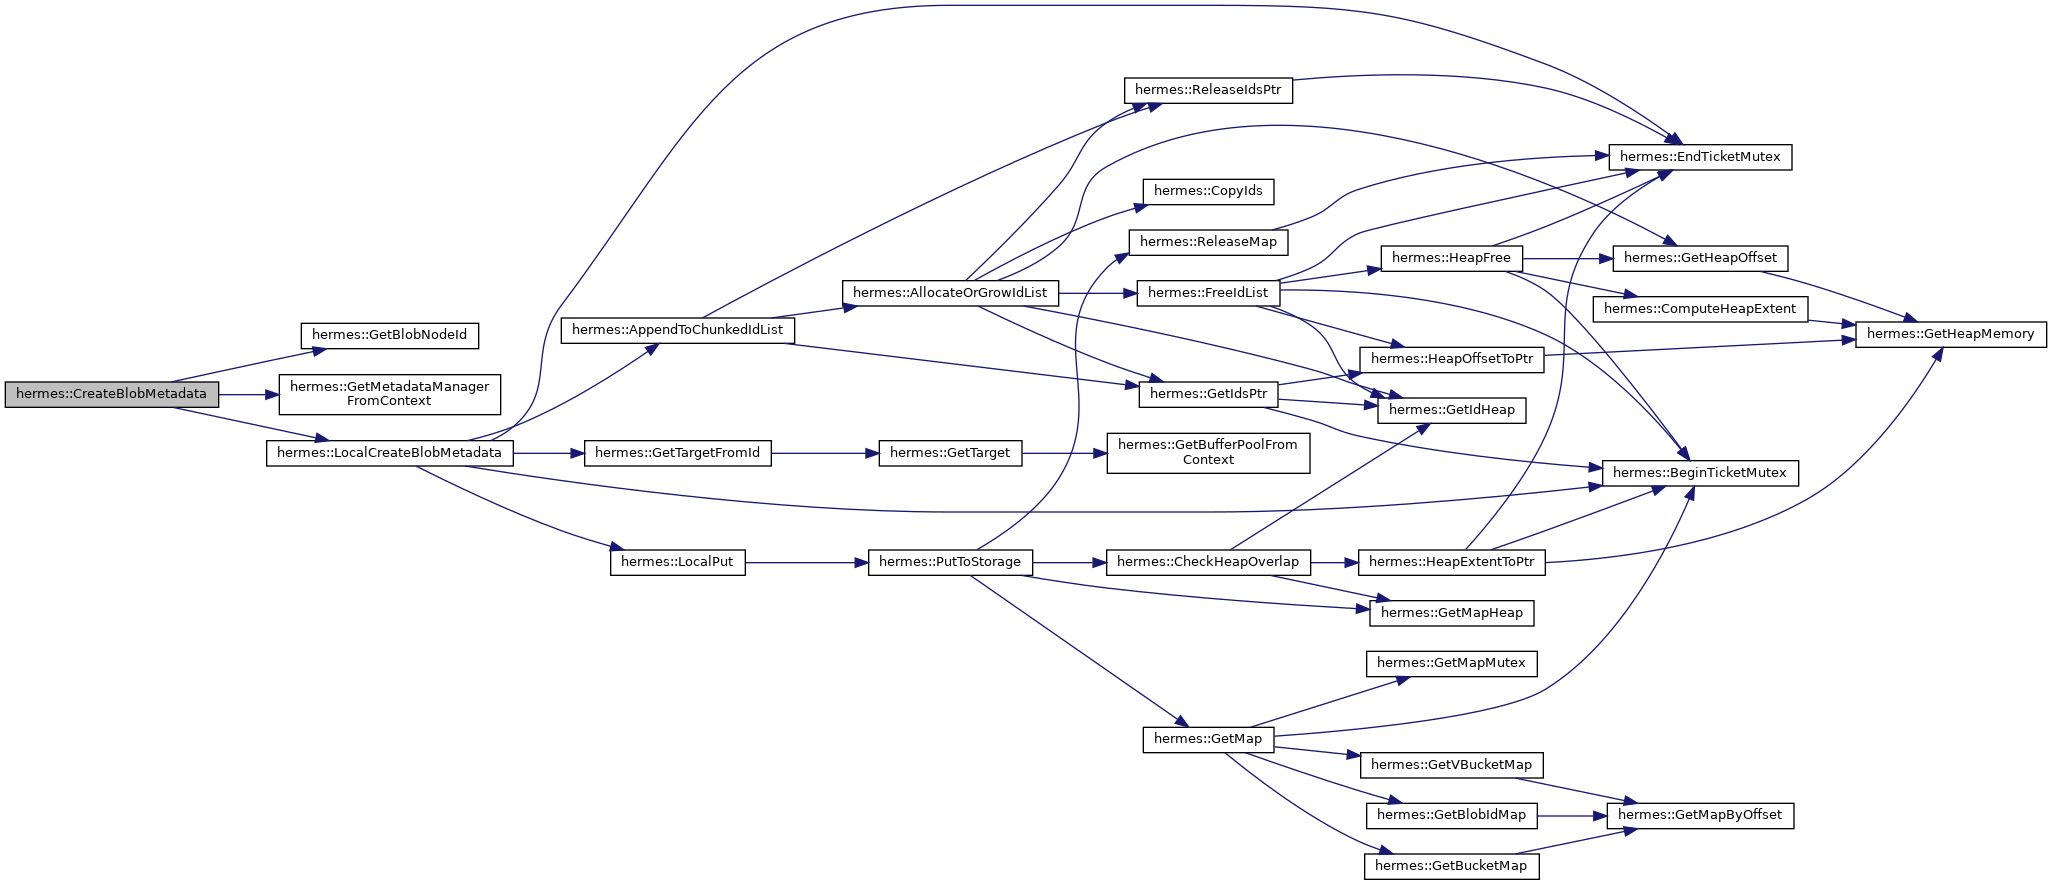 hermes::CreateBlobMetadata
hermes::GetBlobNodeId
hermes::GetMetadataManager
FromContext
hermes::LocalCreateBlobMetadata
hermes::AppendToChunkedIdList
hermes::GetTargetFromId
hermes::LocalPut
hermes::AllocateOrGrowIdList
hermes::GetTarget
hermes::PutToStorage
hermes::ReleaseIdsPtr
hermes::CopyIds
hermes::ReleaseMap
hermes::FreeIdList
hermes::GetIdsPtr
hermes::GetBufferPoolFrom
Context
hermes::CheckHeapOverlap
hermes::GetMap
hermes::HeapFree
hermes::HeapOffsetToPtr
hermes::GetIdHeap
hermes::HeapExtentToPtr
hermes::GetMapHeap
hermes::GetMapMutex
hermes::GetVBucketMap
hermes::GetBlobIdMap
hermes::GetBucketMap
hermes::EndTicketMutex
hermes::GetHeapOffset
hermes::ComputeHeapExtent
hermes::BeginTicketMutex
hermes::GetMapByOffset
hermes::GetHeapMemory